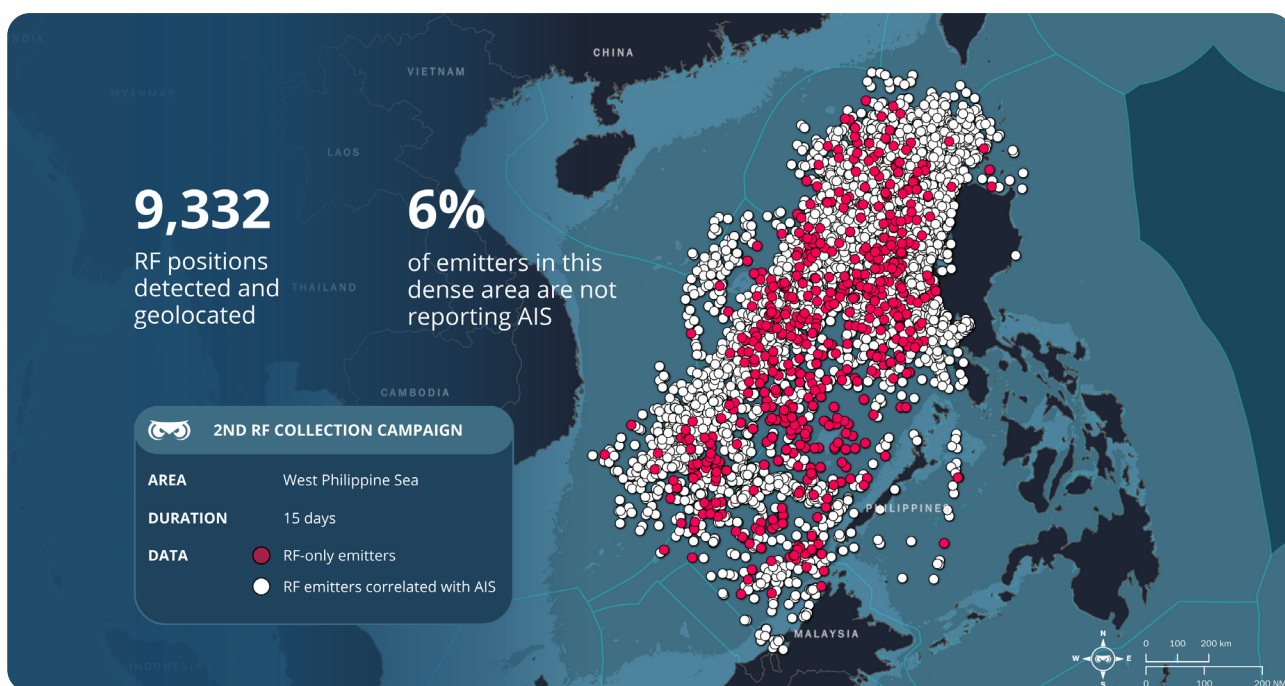 INDIA
MYANMAR
VIETNAM
CHINA
LAOS
THAILAND
CAMBODIA
9,332
RF positions
detected and
geolocated
6%
of emitters in this
dense area are not
reporting AIS
2ND RF COLLECTION CAMPAIGN
AREA West Philippine Sea
DURATION 15 days
DATA RF-only emitters
RF emitters correlated with AIS
PHILIPPINES
MALAYSIA
INDONESIA
N
W E
S
0 100 200 km
0 100 200 NM